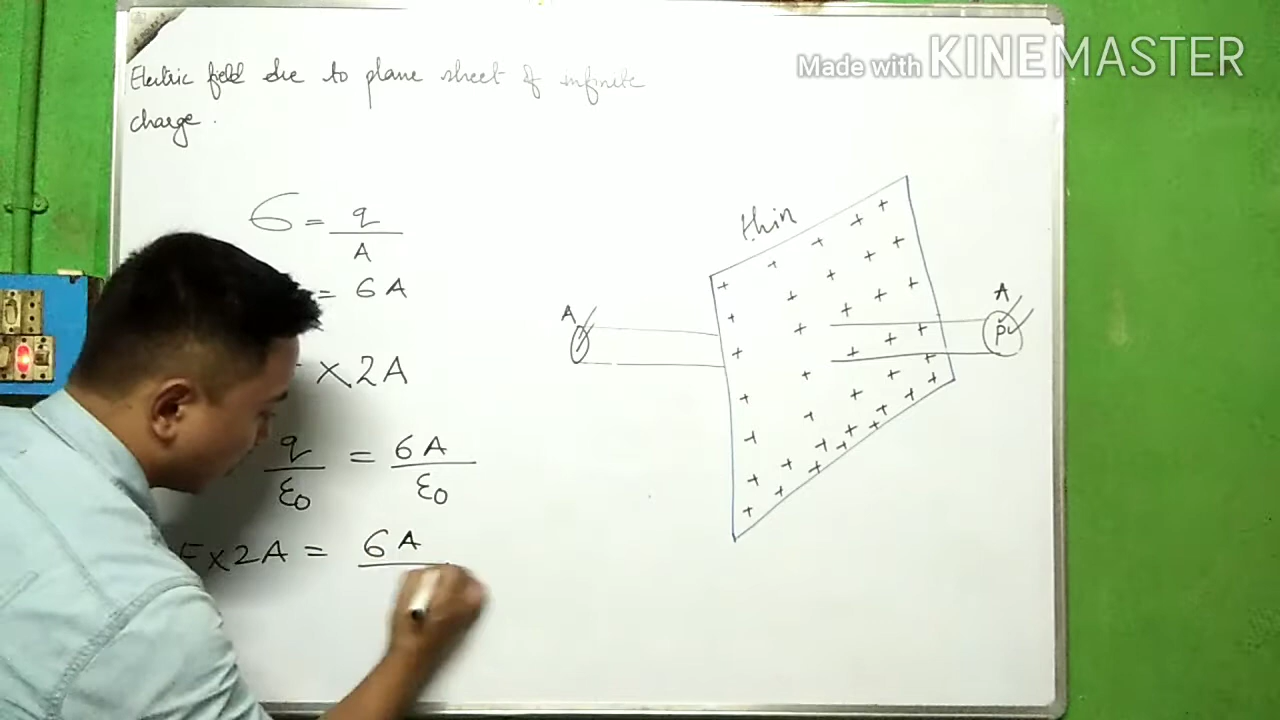 Made with KINEMASTER
Electric field due to plane sheet of infinite
charge.
σ = q
A
= σA
× 2A
q = σA
ε0 ε0
E × 2A = σA
thin
A
A
P
+ + + + + + + + + + + + + + + + + + + + + + + + + + + + + + + + + + + + +